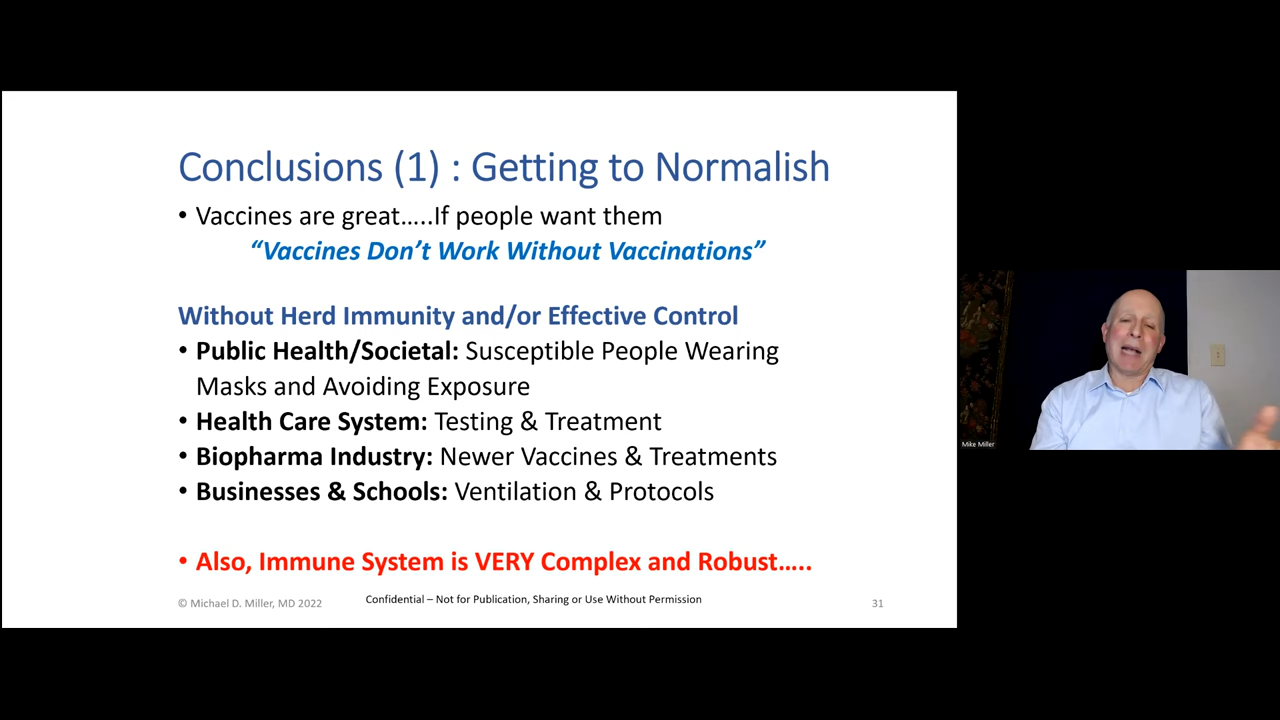 Conclusions (1) : Getting to Normalish
• Vaccines are great…..If people want them
“Vaccines Don’t Work Without Vaccinations”
Without Herd Immunity and/or Effective Control
• Public Health/Societal: Susceptible People Wearing
Masks and Avoiding Exposure
• Health Care System: Testing & Treatment
• Biopharma Industry: Newer Vaccines & Treatments
• Businesses & Schools: Ventilation & Protocols
• Also, Immune System is VERY Complex and Robust…..
© Michael D. Miller, MD 2022
Confidential – Not for Publication, Sharing or Use Without Permission
31
Mike Miller